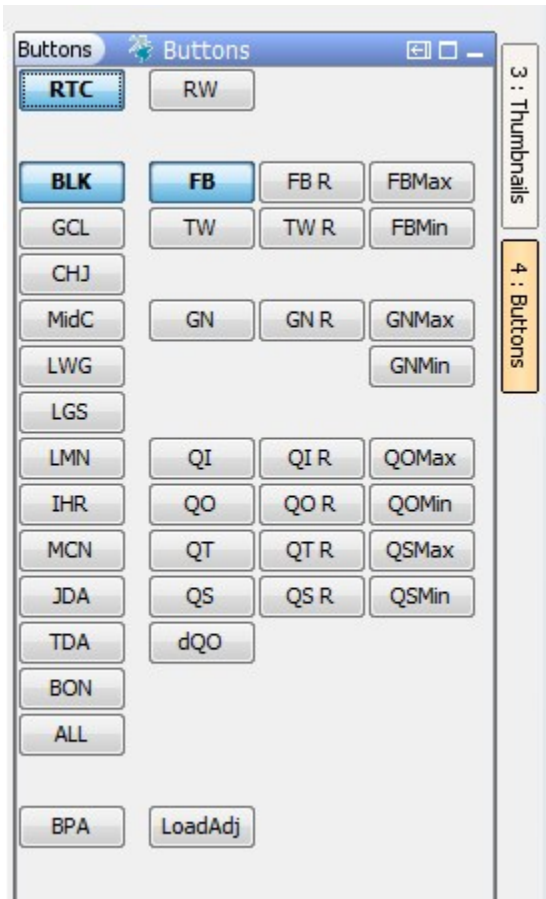 Buttons Buttons
RTC RW
BLK FB FB R FBMax
GCL TW TW R FBMin
CHJ
MidC GN GN R GNMax
LWG GNMin
LGS
LMN QI QI R QOMax
IHR QO QO R QOMin
MCN QT QT R QSMax
JDA QS QS R QSMin
TDA dQO
BON
ALL
BPA LoadAdj
3 : Thumbnails
4 : Buttons